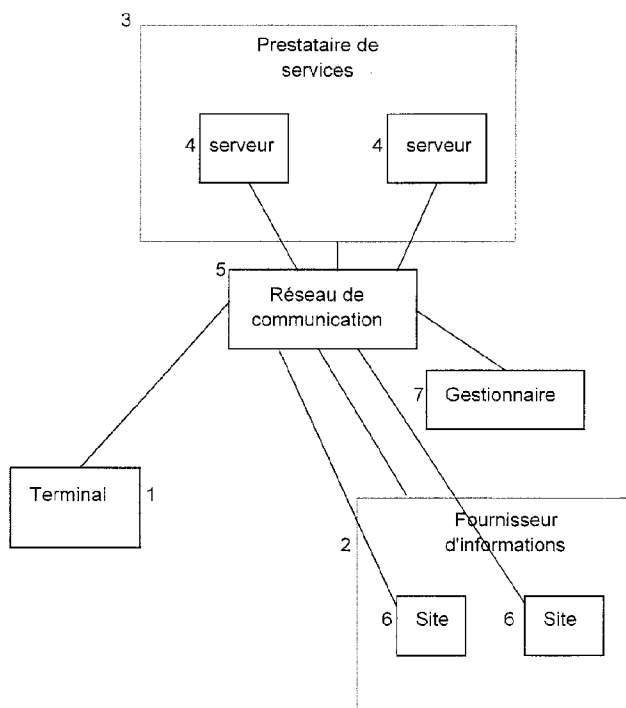 3
Prestataire de
services
4 serveur
4 serveur
5
Réseau de
communication
7 Gestionnaire
Terminal 1
Fournisseur
d'informations
2
6 Site
6 Site